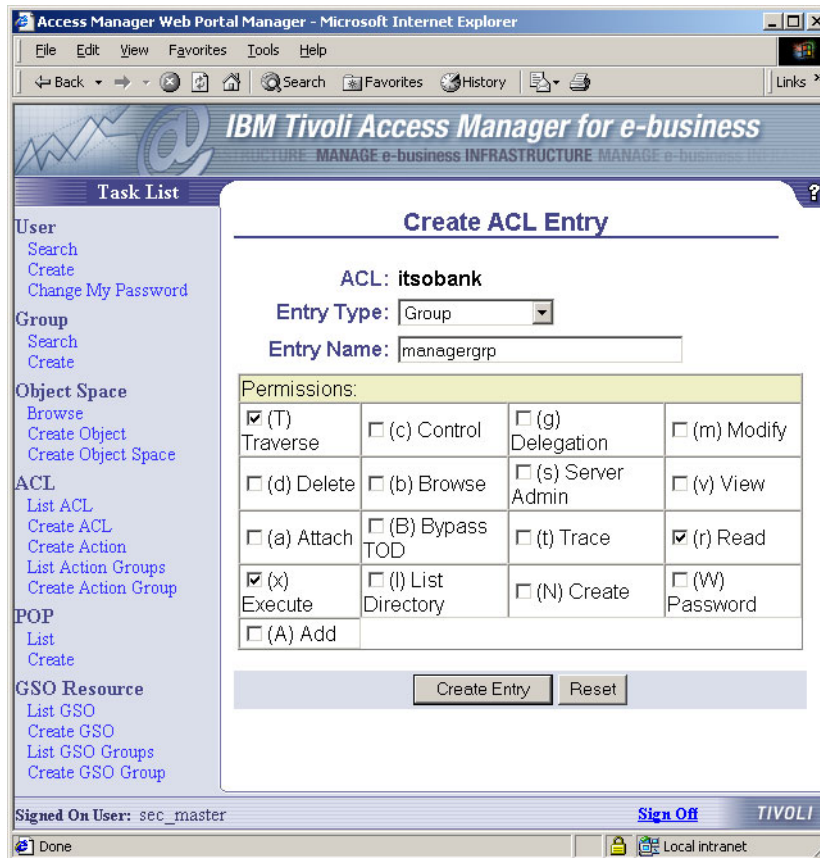 Access Manager Web Portal Manager - Microsoft Internet Explorer
File Edit View Favorites Tools Help
Back Search Favorites History Links »
IBM Tivoli Access Manager for e-business
MANAGE e-business INFRASTRUCTURE MANAGE
Task List
?
User
Search
Create
Change My Password
Group
Search
Create
Object Space
Browse
Create Object
Create Object Space
ACL
List ACL
Create ACL
Create Action
List Action Groups
Create Action Group
POP
List
Create
GSO Resource
List GSO
Create GSO
List GSO Groups
Create GSO Group
Create ACL Entry
ACL: itsobank
Entry Type: Group
Entry Name: managergrp
Permissions:
(T) Traverse
(c) Control
(g) Delegation
(m) Modify
(d) Delete
(b) Browse
(s) Server Admin
(v) View
(a) Attach
(B) Bypass TOD
(t) Trace
(r) Read
(x) Execute
(l) List Directory
(N) Create
(W) Password
(A) Add
Create Entry Reset
Signed On User: sec_master Sign Off TIVOLI
Done Local intranet